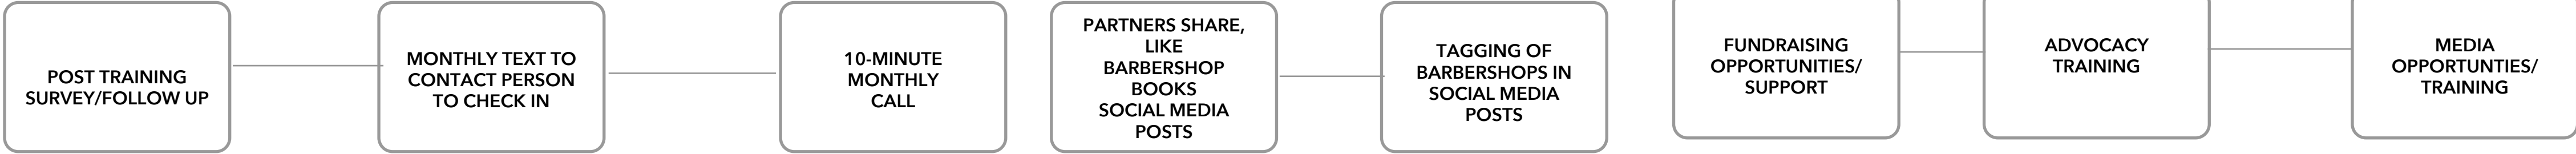 POST TRAINING
SURVEY/FOLLOW UP
MONTHLY TEXT TO
CONTACT PERSON
TO CHECK IN
10-MINUTE
MONTHLY
CALL
PARTNERS SHARE,
LIKE
BARBERSHOP
BOOKS
SOCIAL MEDIA
POSTS
TAGGING OF
BARBERSHOPS IN
SOCIAL MEDIA
POSTS
FUNDRAISING
OPPORTUNITIES/
SUPPORT
ADVOCACY
TRAINING
MEDIA
OPPORTUNTIES/
TRAINING